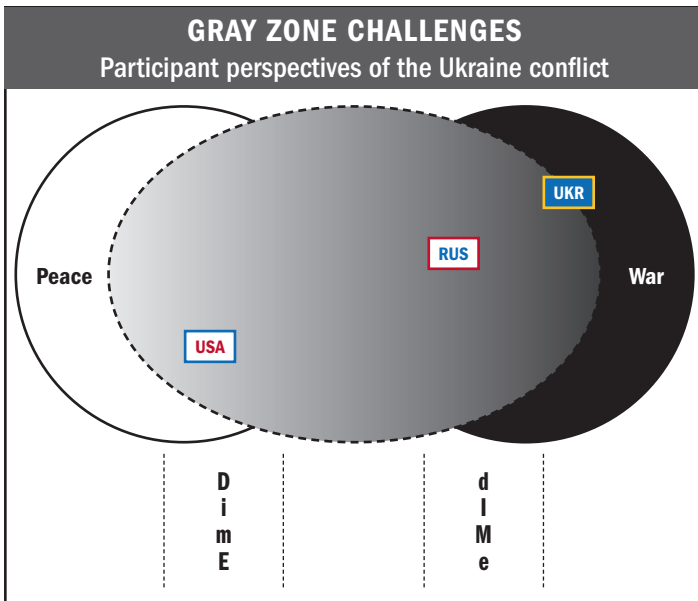 GRAY ZONE CHALLENGES
Participant perspectives of the Ukraine conflict
UKR
RUS
Peace
War
USA
D
i
m
E
d
I
M
e